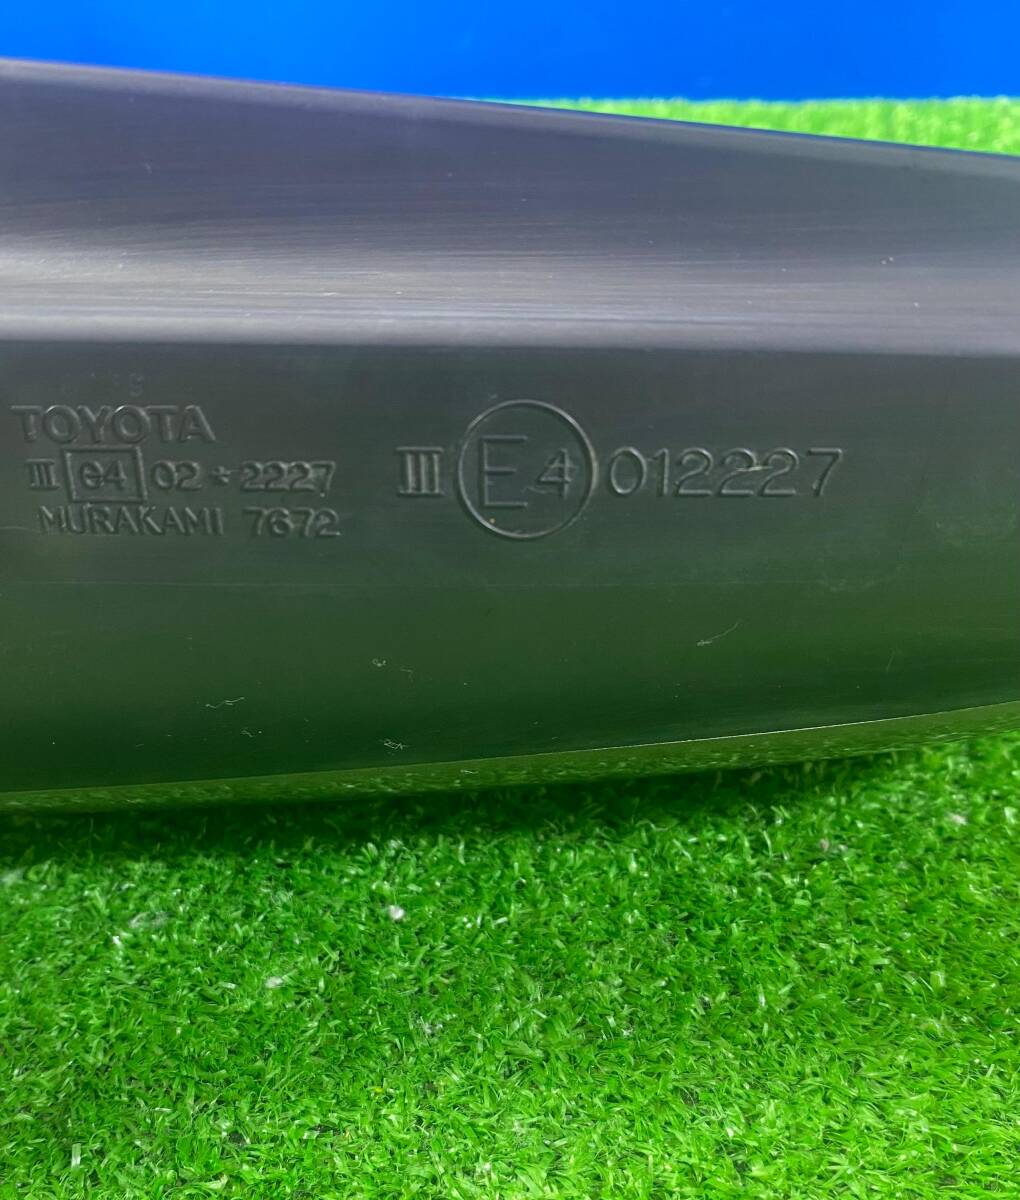 TOYOTA
III e4 02*2227
MURAKAMI 7672
III E4 012227